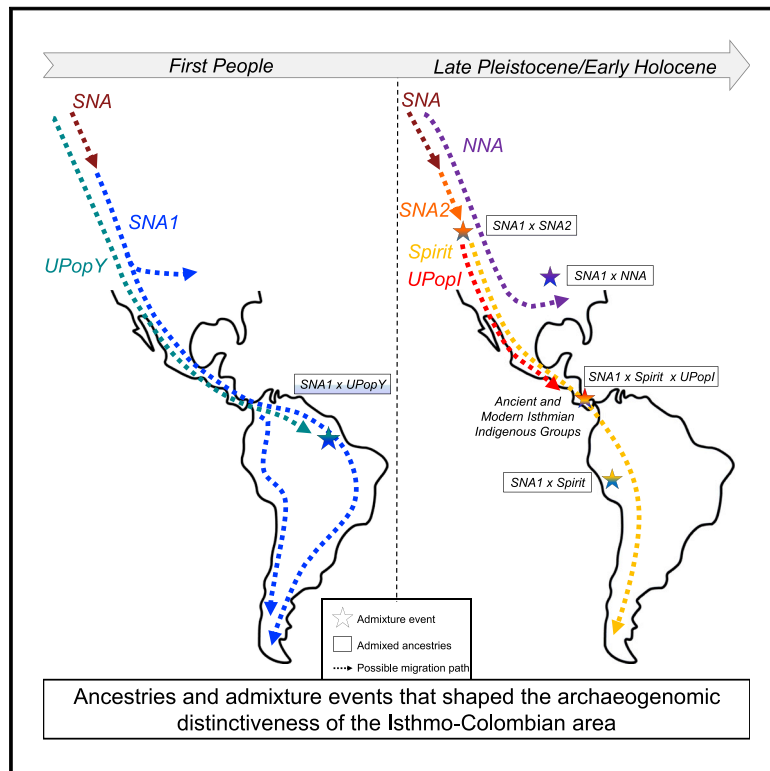 First People
Late Pleistocene/Early Holocene
SNA
SNA1
UPopY
SNA1 x UPopY
SNA
NNA
SNA2
SNA1 x SNA2
Spirit
UPopI
SNA1 x NNA
SNA1 x Spirit x UPopI
Ancient and
Modern Isthmian
Indigenous Groups
SNA1 x Spirit
Admixture event
Admixed ancestries
Possible migration path
Ancestries and admixture events that shaped the archaeogenomic
distinctiveness of the Isthmo-Colombian area